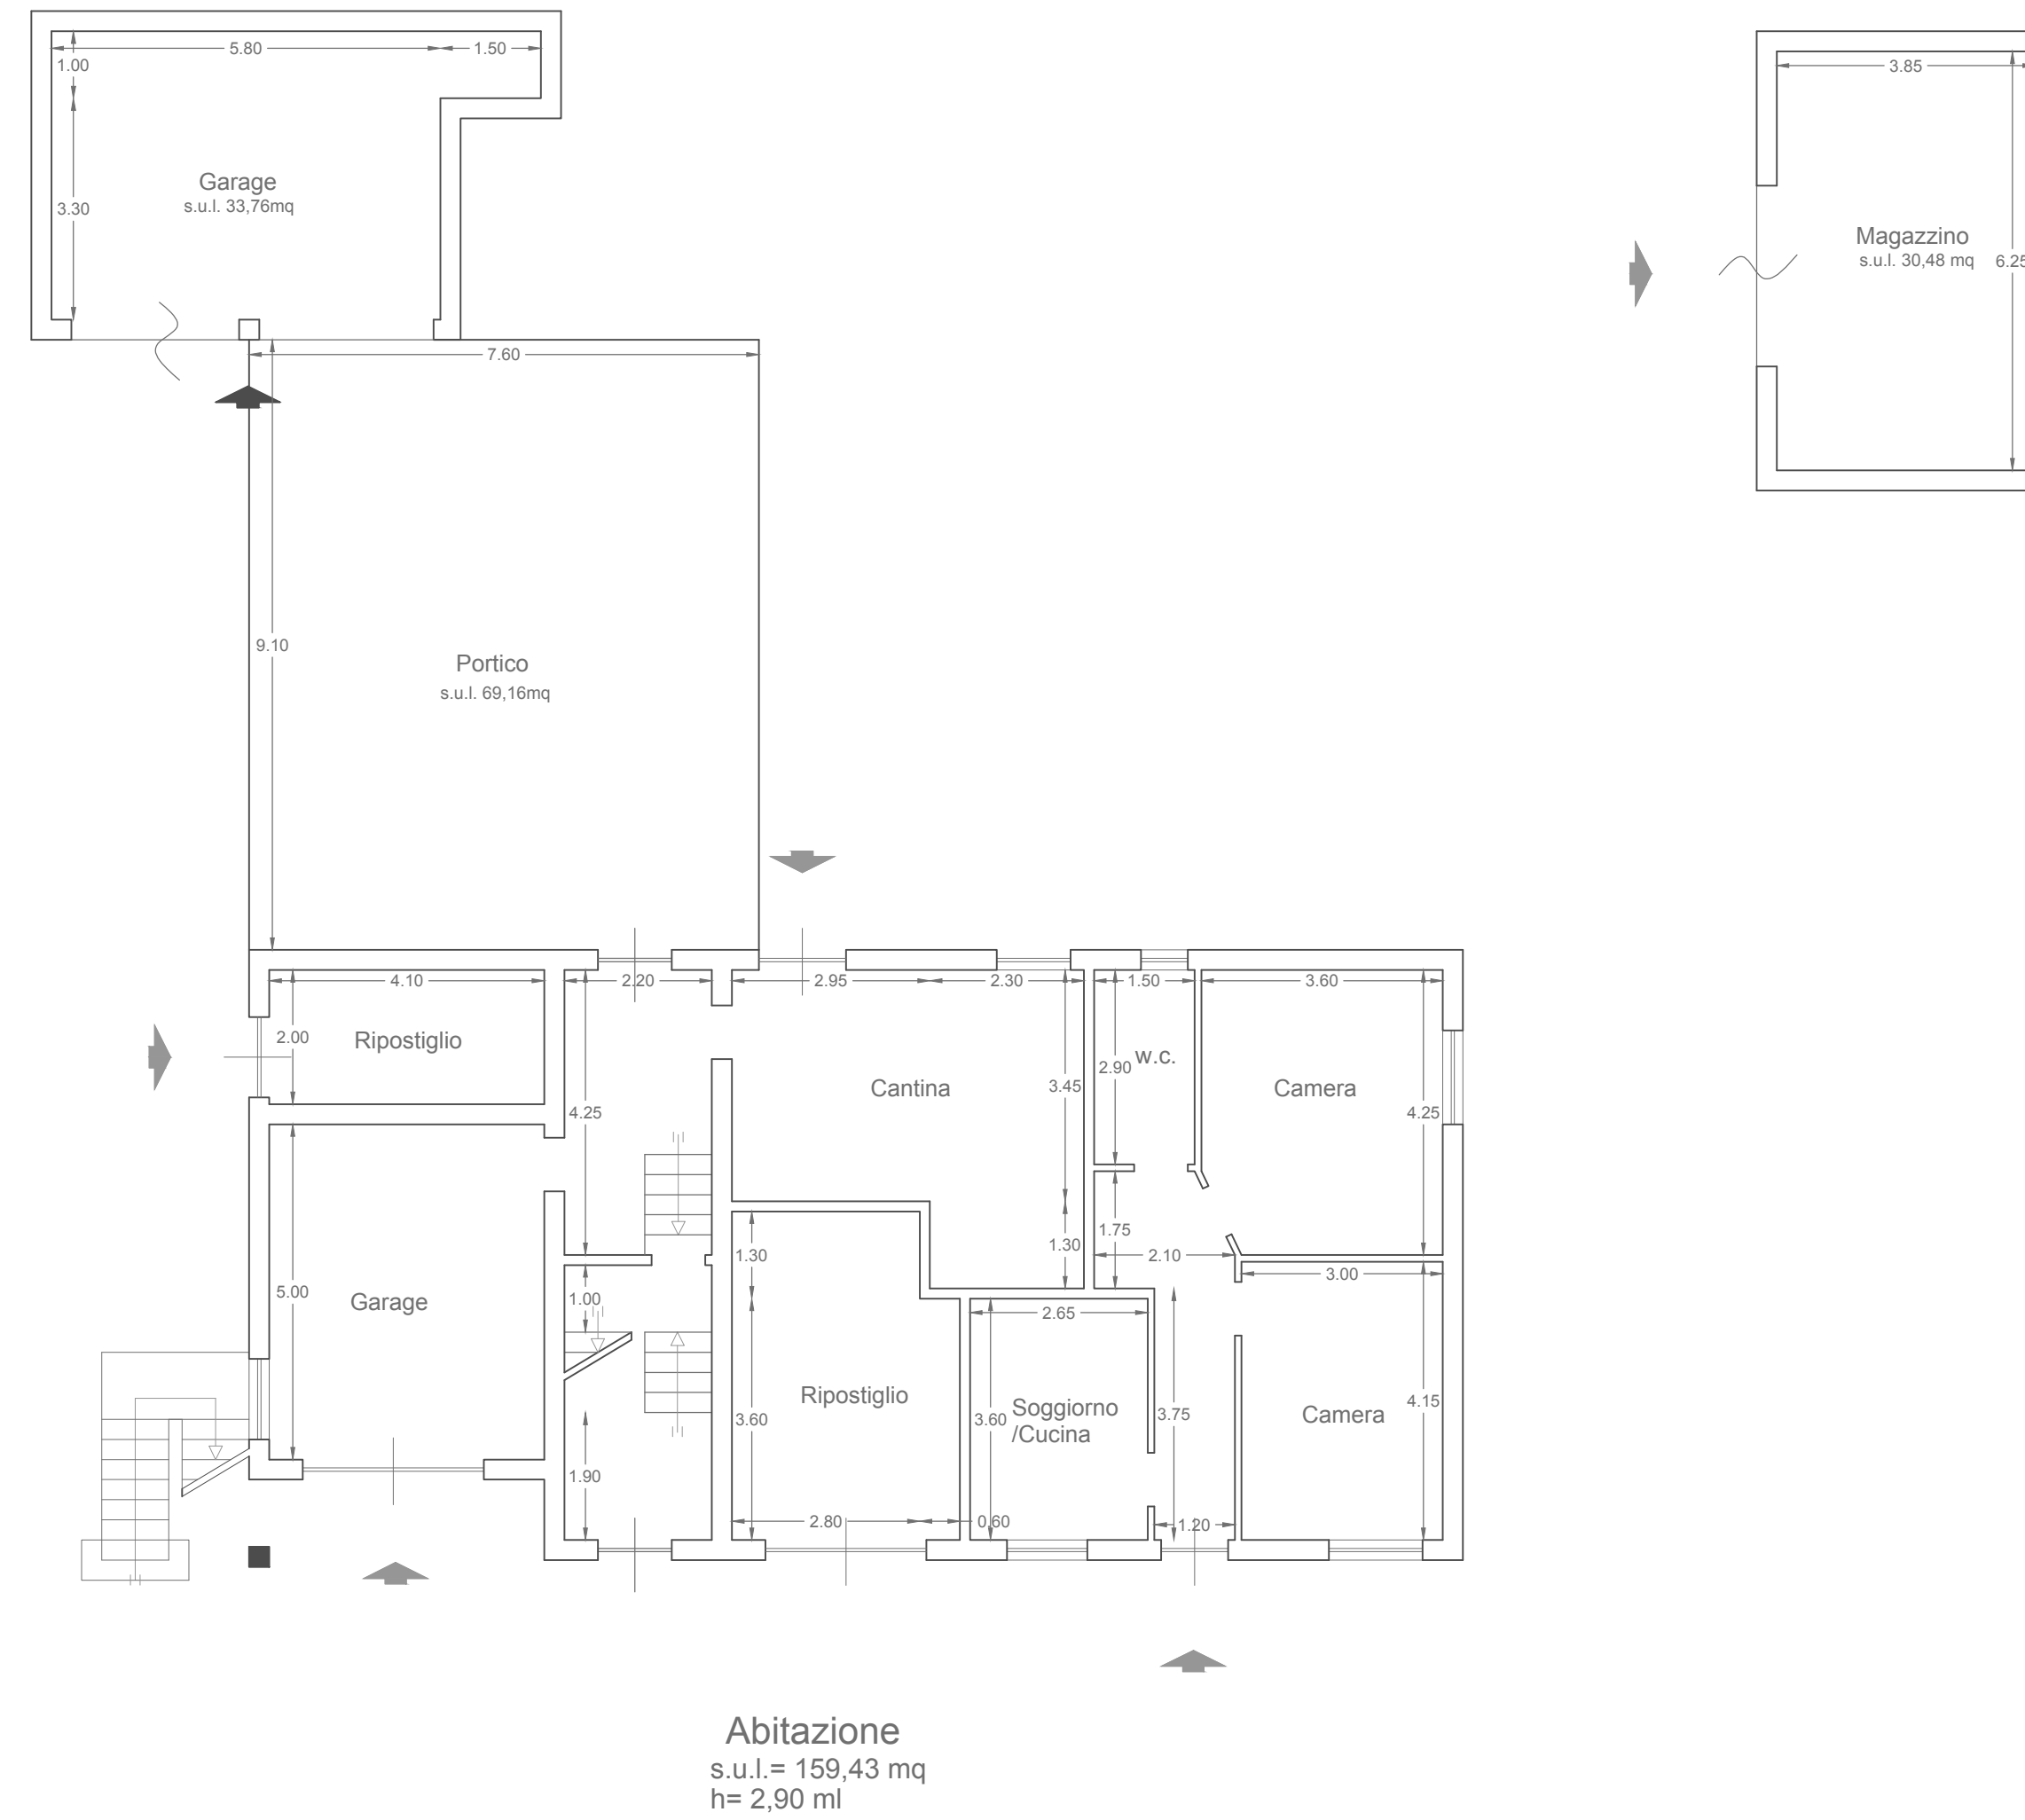 5.80
1.50
1.00
3.30
Garage
s.u.l. 33,76mq
3.85
Magazzino
s.u.l. 30,48 mq
6.25
7.60
9.10
Portico
s.u.l. 69,16mq
4.10
2.20
2.95
2.30
1.50
3.60
2.00
Ripostiglio
4.25
Cantina
3.45
2.90
w.c.
Camera
4.25
1.30
1.30
1.75
2.10
3.00
5.00
Garage
1.00
2.65
Ripostiglio
3.60
3.60
Soggiorno
/Cucina
3.75
Camera
4.15
1.90
2.80
0.60
1.20
Abitazione
s.u.l.= 159,43 mq
h= 2,90 ml